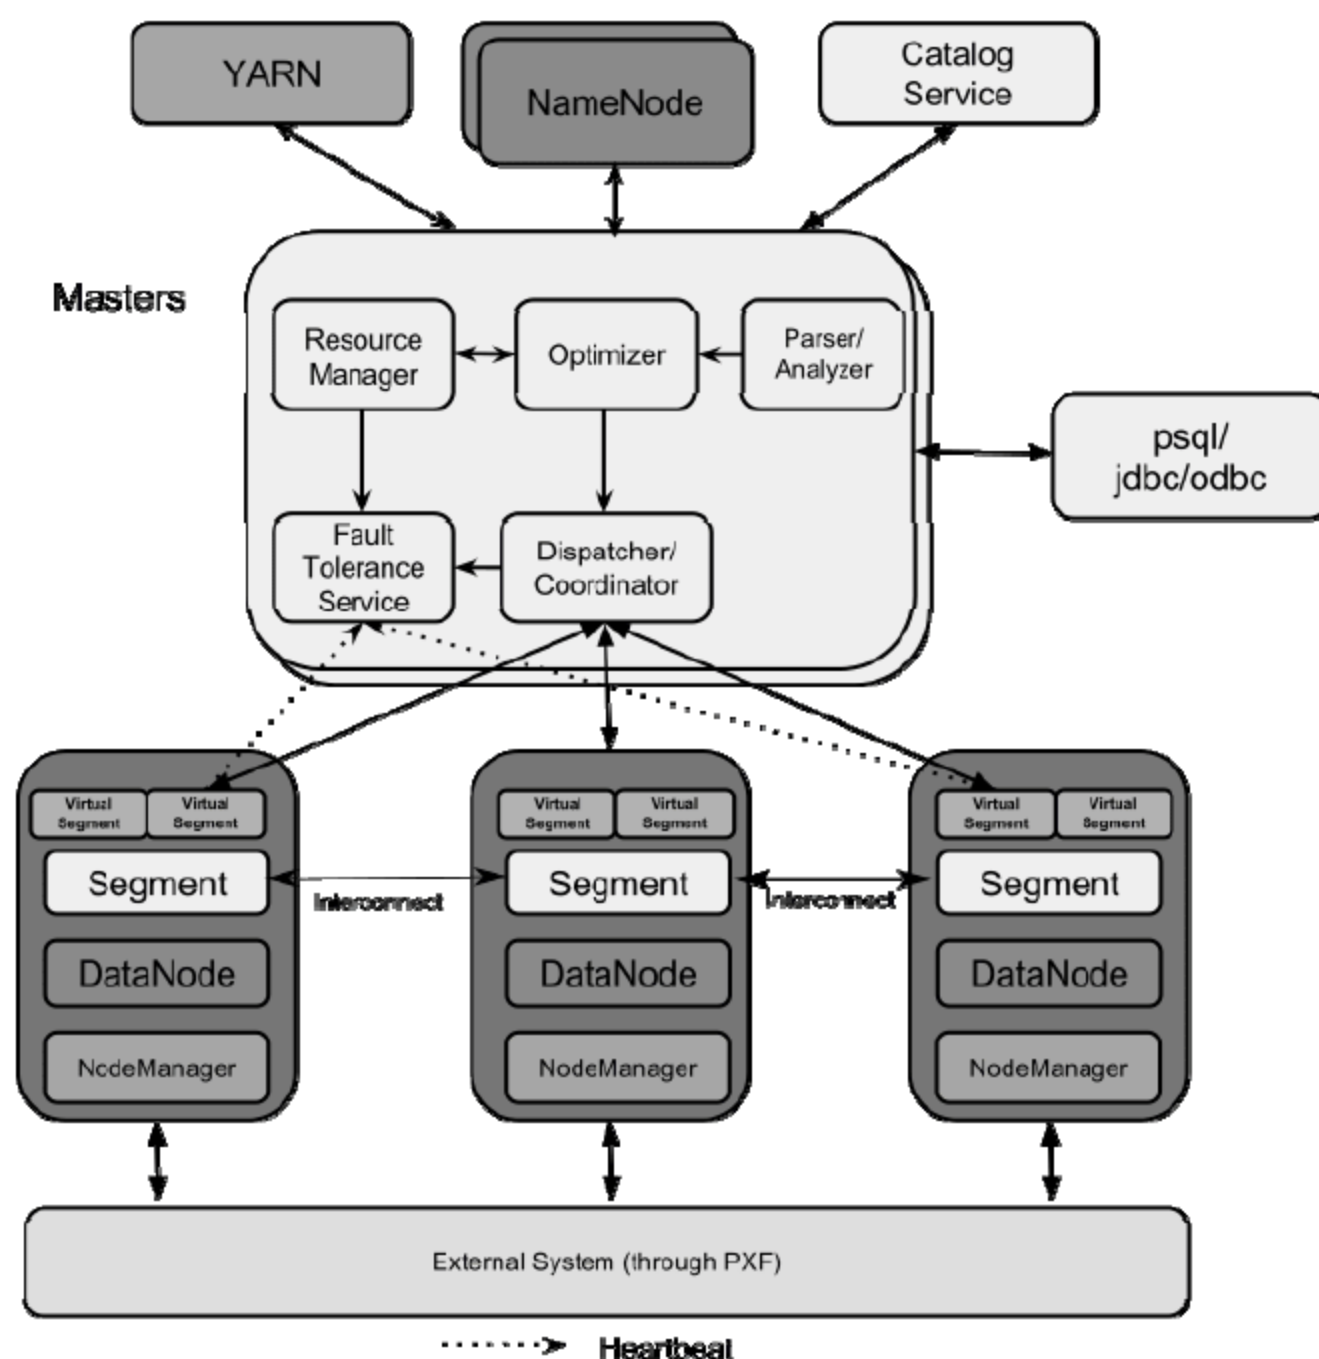 YARN
NameNode
Catalog
Service
Masters
Resource
Manager
Optimizer
Parser/
Analyzer
psql/
jdbc/odbc
Fault
Tolerance
Service
Dispatcher/
Coordinator
Virtual
Segment
Virtual
Segment
Virtual
Segment
Virtual
Segment
Virtual
Segment
Virtual
Segment
Segment
Interconnect
Segment
Interconnect
Segment
DataNode
DataNode
DataNode
NodeManager
NodeManager
NodeManager
External System (through PXF)
Heartbeat